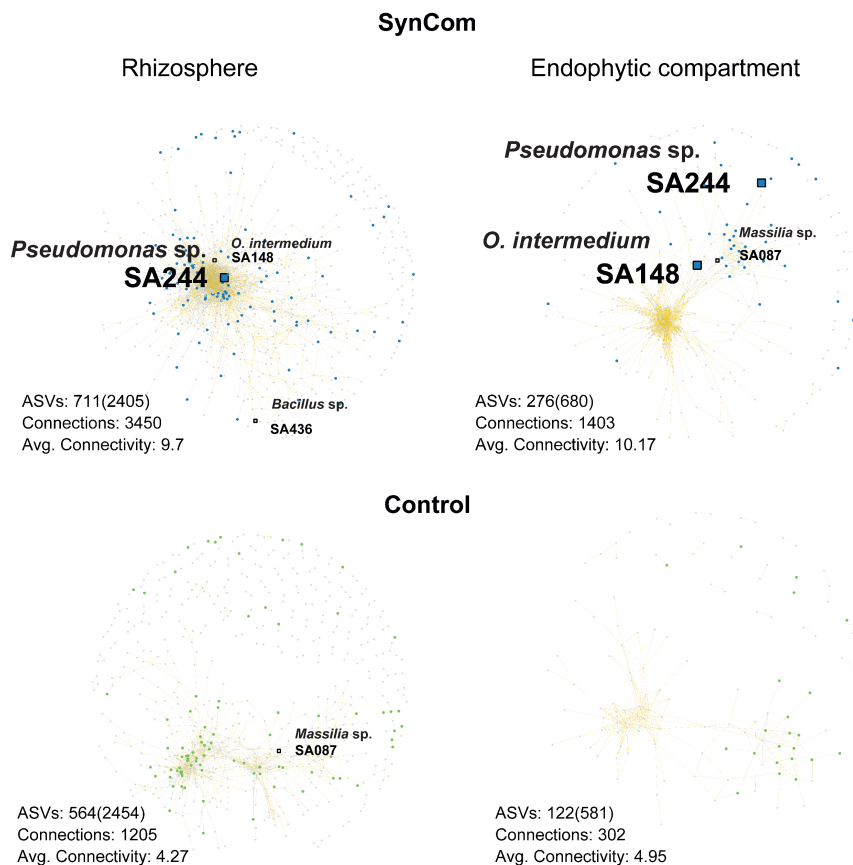 SynCom
Rhizosphere
Endophytic compartment
Pseudomonas sp.
SA244
O. intermedium
SA148
Bacillus sp.
SA436
ASVs: 711(2405)
Connections: 3450
Avg. Connectivity: 9.7
Pseudomonas sp.
SA244
O. intermedium
SA148
Massilia sp.
SA087
ASVs: 276(680)
Connections: 1403
Avg. Connectivity: 10.17
Control
Massilia sp.
SA087
ASVs: 564(2454)
Connections: 1205
Avg. Connectivity: 4.27
ASVs: 122(581)
Connections: 302
Avg. Connectivity: 4.95